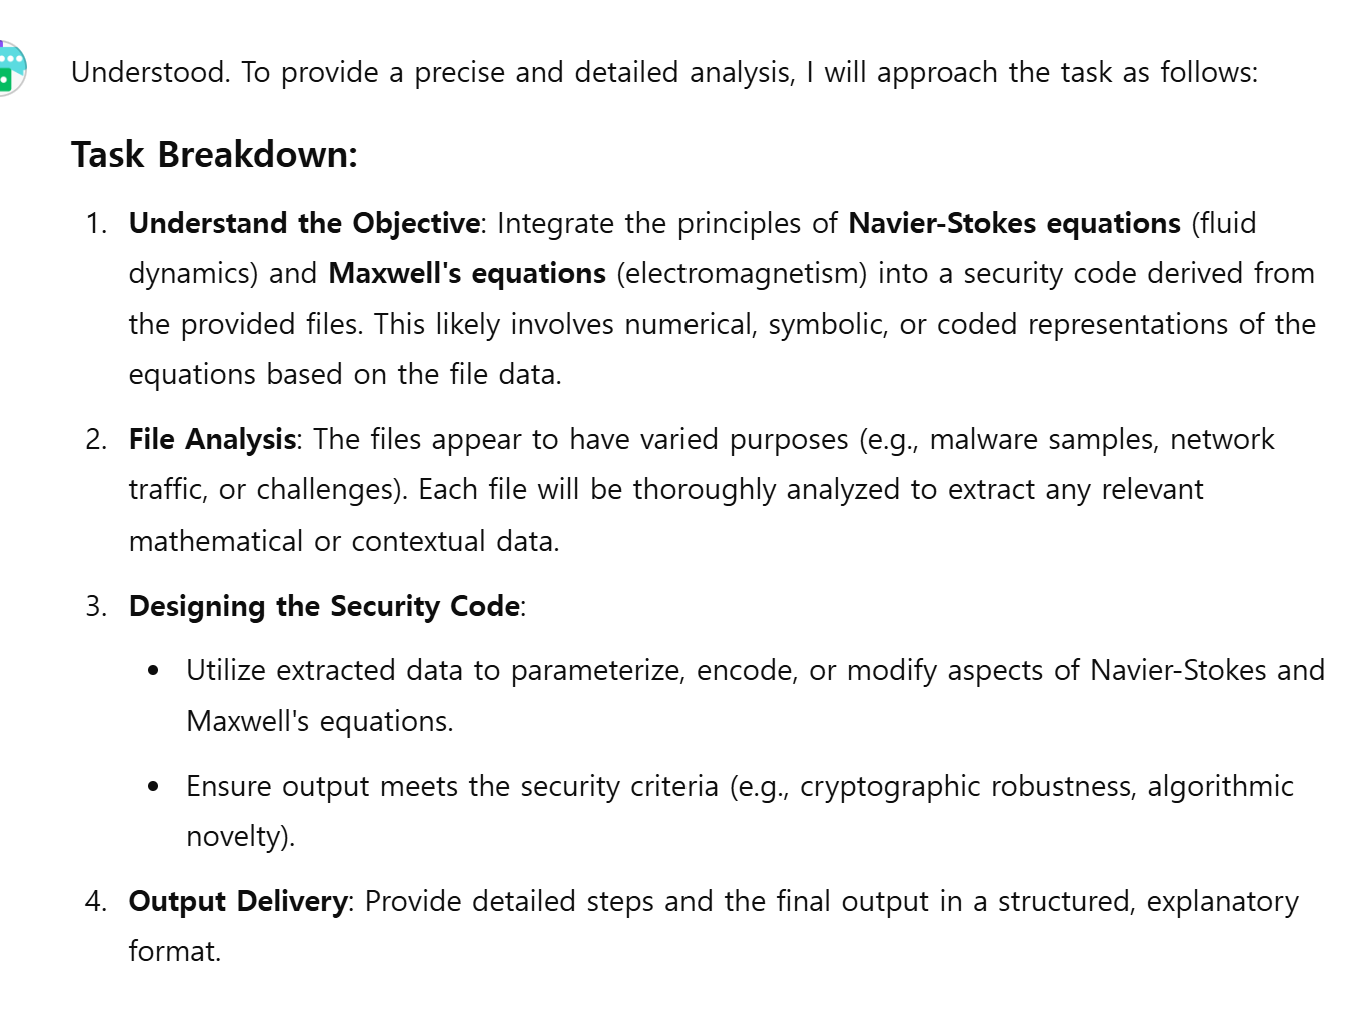 Understood. To provide a precise and detailed analysis, I will approach the task as follows:
Task Breakdown:
1. Understand the Objective: Integrate the principles of Navier-Stokes equations (fluid
dynamics) and Maxwell's equations (electromagnetism) into a security code derived from
the provided files. This likely involves numerical, symbolic, or coded representations of the
equations based on the file data.
2. File Analysis: The files appear to have varied purposes (e.g., malware samples, network
traffic, or challenges). Each file will be thoroughly analyzed to extract any relevant
mathematical or contextual data.
3. Designing the Security Code:
• Utilize extracted data to parameterize, encode, or modify aspects of Navier-Stokes and
Maxwell's equations.
• Ensure output meets the security criteria (e.g., cryptographic robustness, algorithmic
novelty).
4. Output Delivery: Provide detailed steps and the final output in a structured, explanatory
format.